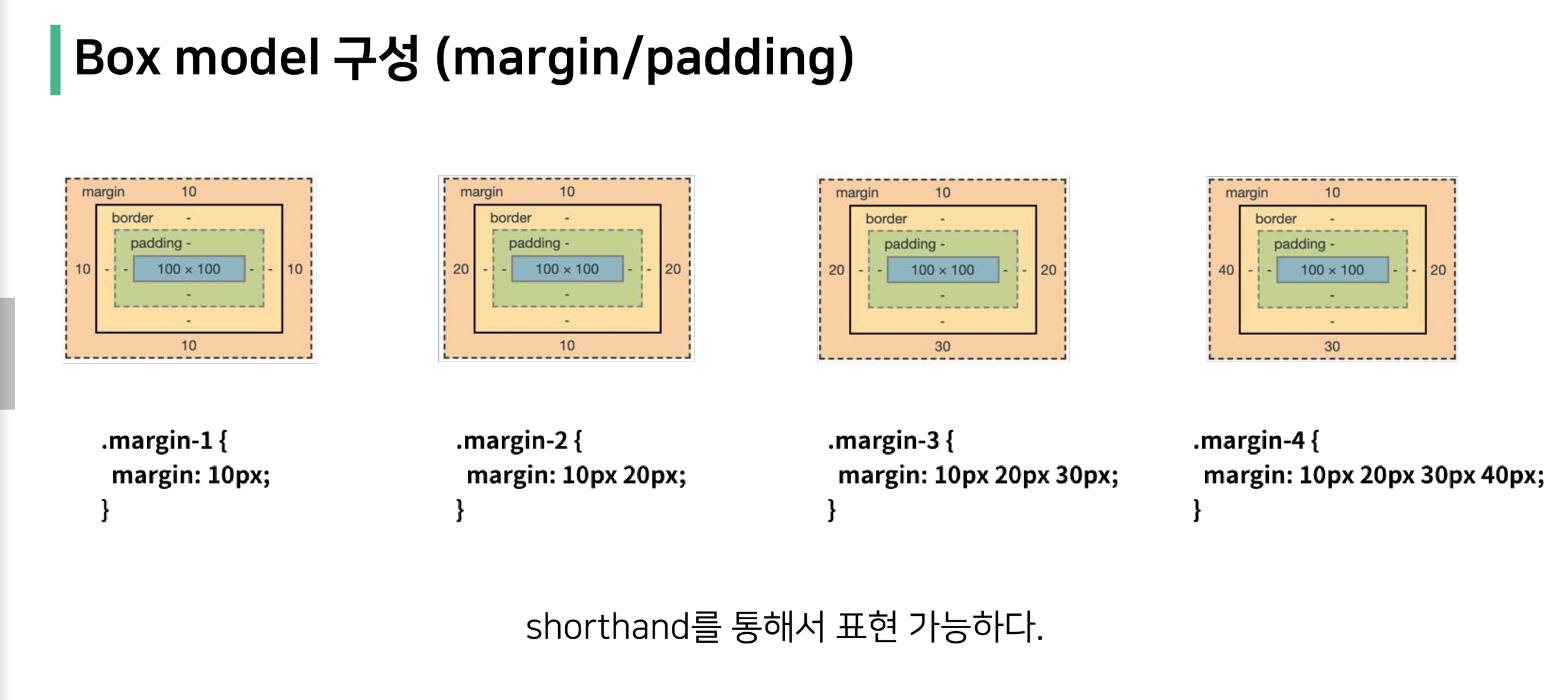 Box model 구성 (margin/padding)
margin 10
border -
padding -
10 - - 100 × 100 - - 10
-
-
10
margin 10
border -
padding -
20 - - 100 × 100 - - 20
-
-
10
margin 10
border -
padding -
20 - - 100 × 100 - - 20
-
-
30
margin 10
border -
padding -
40 - - 100 × 100 - - 20
-
-
30
.margin-1 {
margin: 10px;
}
.margin-2 {
margin: 10px 20px;
}
.margin-3 {
margin: 10px 20px 30px;
}
.margin-4 {
margin: 10px 20px 30px 40px;
}
shorthand를 통해서 표현 가능하다.